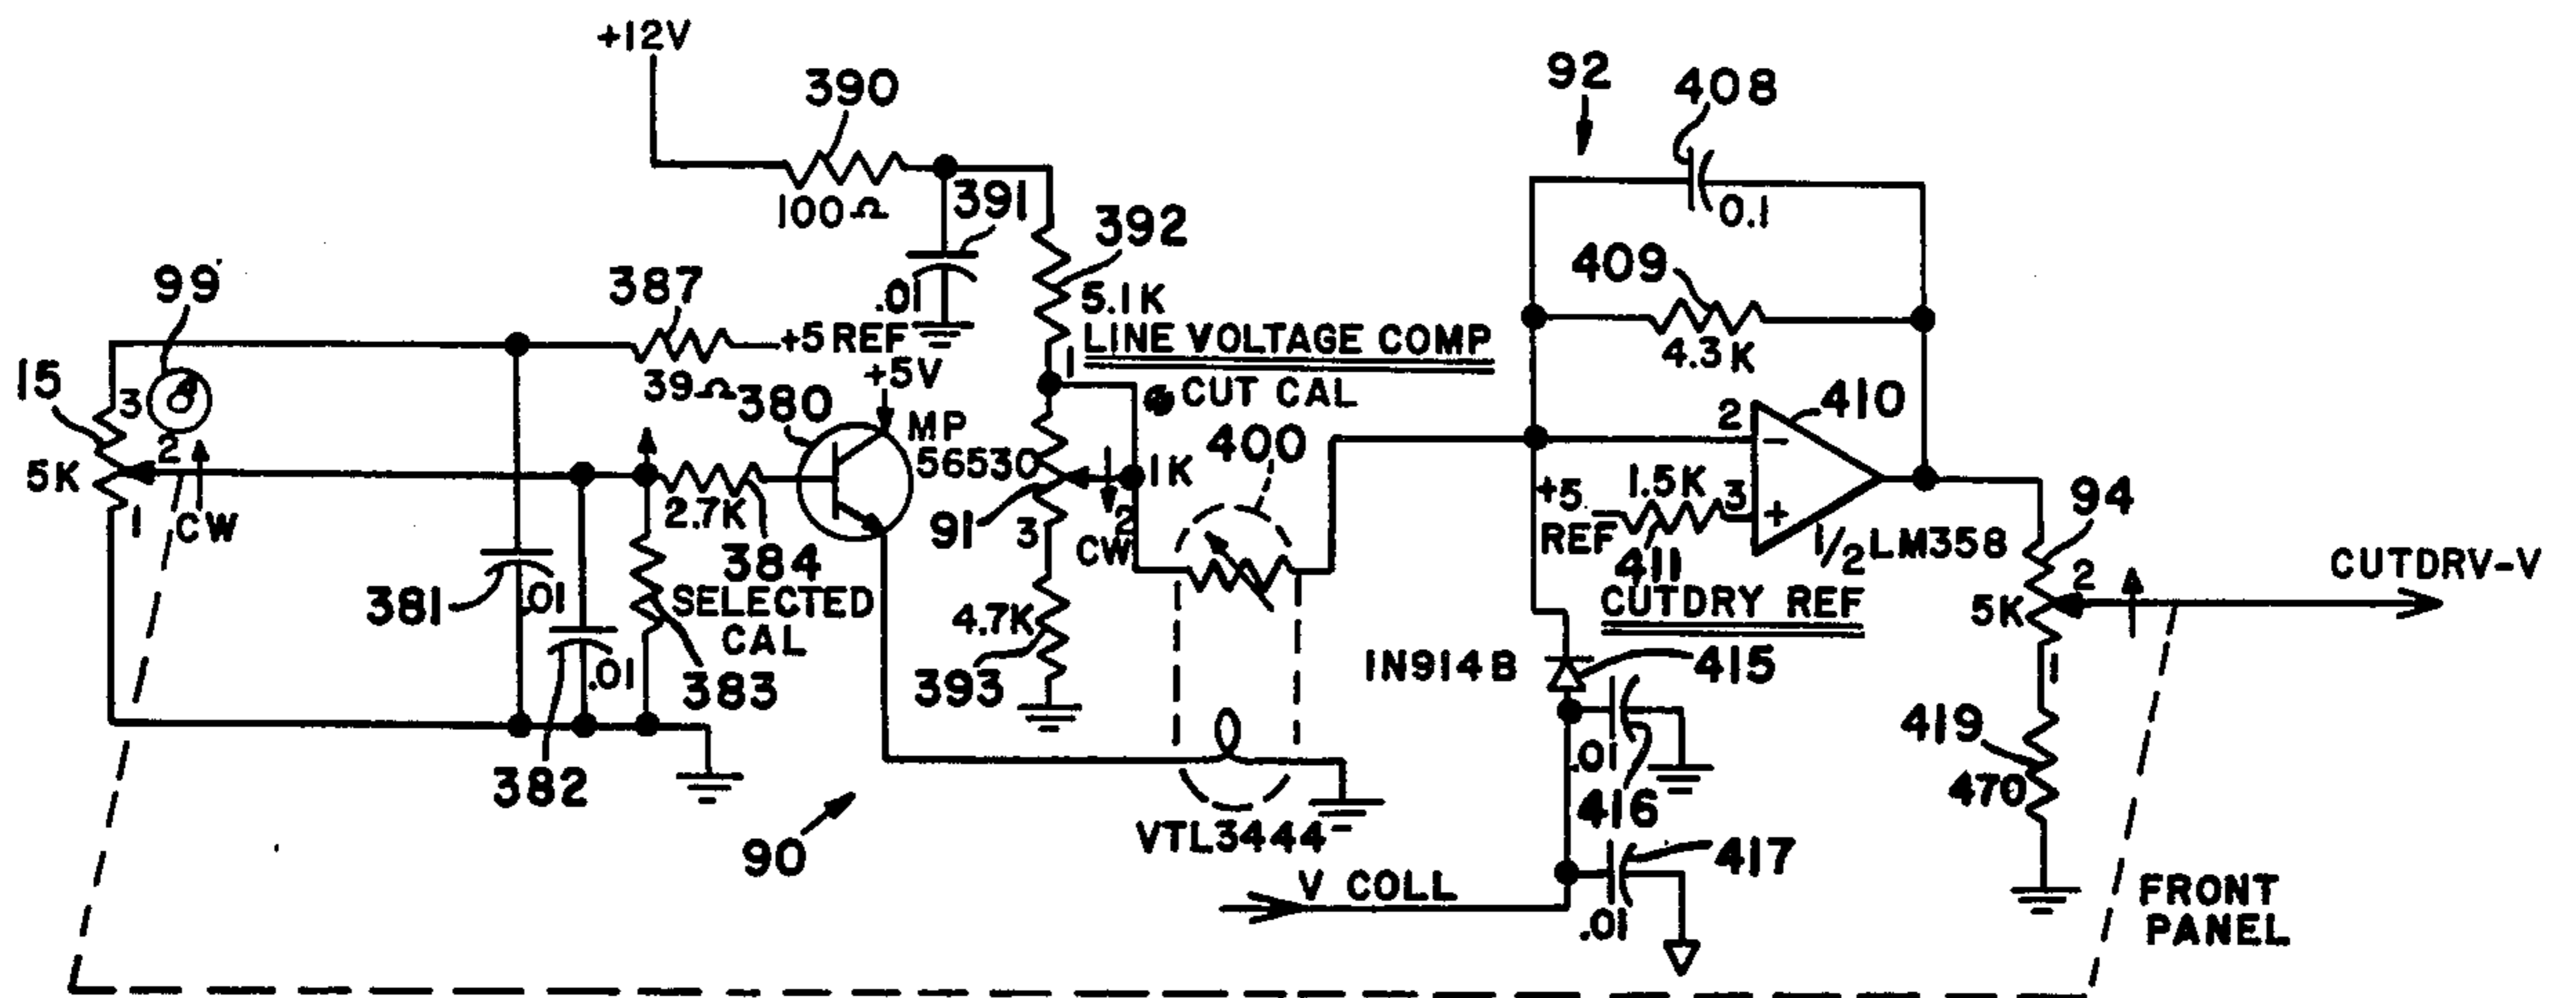 +12V
390
100Ω
391
.01
392
5.1K
92
408
0.1
409
4.3K
99
387
+5 REF
39Ω
15
3
2
5K
1
CW
380
+5V
MP
56530
LINE VOLTAGE COMP
CUT CAL
1
400
1K
91
2
3
CW
2
410
+5
REF
1.5K
3
411
1/2 LM358
CUTDRY REF
94
2
5K
1
CUTDRV-V
2.7K
384
SELECTED
CAL
381
.01
382
.01
383
4.7K
393
1N914B
415
.01
416
417
.01
419
470
90
VTL3444
V COLL
FRONT
PANEL